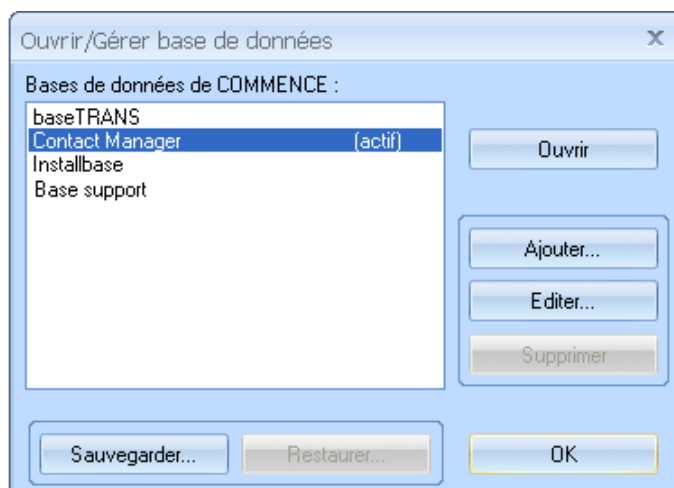 Ouvrir/Gérer base de données
Bases de données de COMMENCE :
baseTRANS
Contact Manager (actif)
Installbase
Base support
Ouvrir
Ajouter...
Editer...
Supprimer
Sauvegarder...
Restaurer...
OK